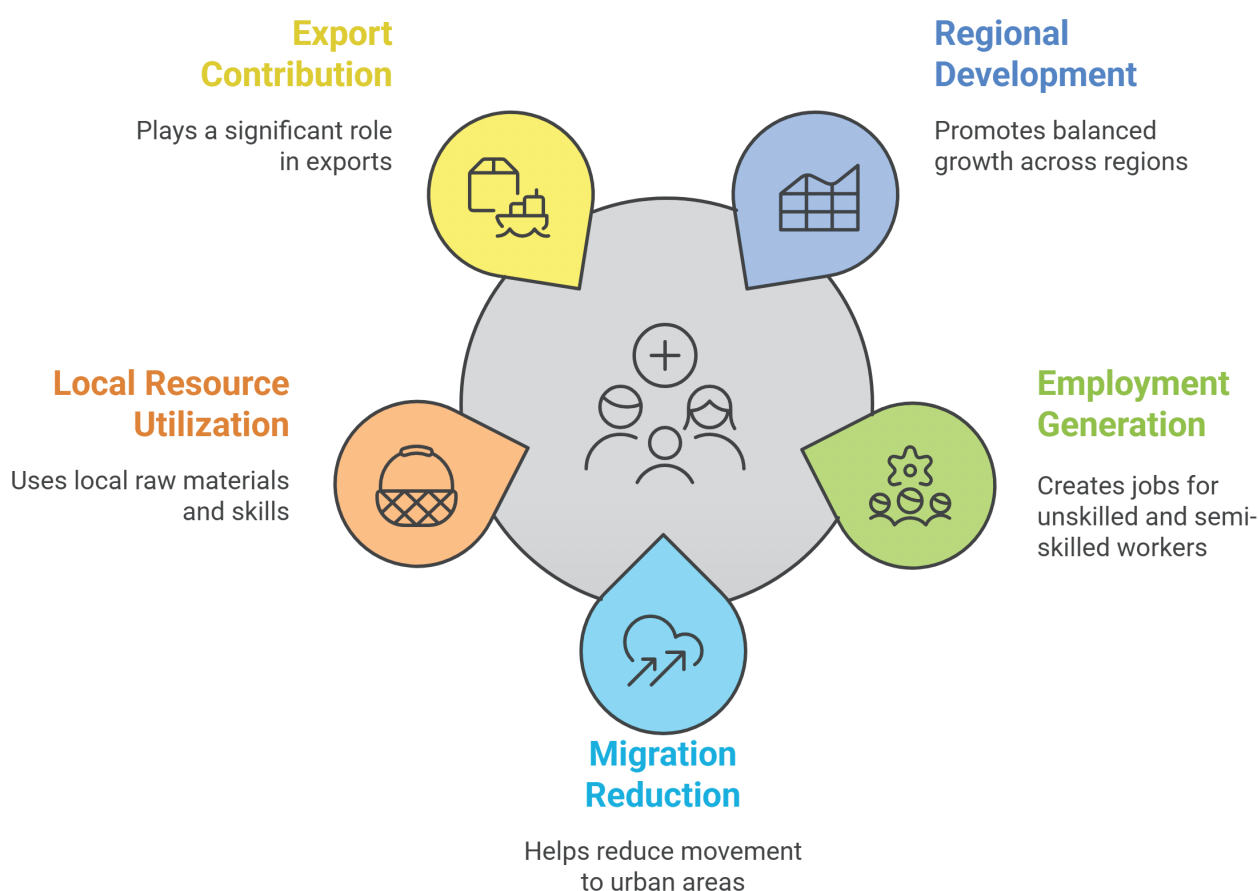 Export
Contribution
Plays a significant role
in exports
Regional
Development
Promotes balanced
growth across regions
Local Resource
Utilization
Uses local raw materials
and skills
Employment
Generation
Creates jobs for
unskilled and semi-
skilled workers
Migration
Reduction
Helps reduce movement
to urban areas